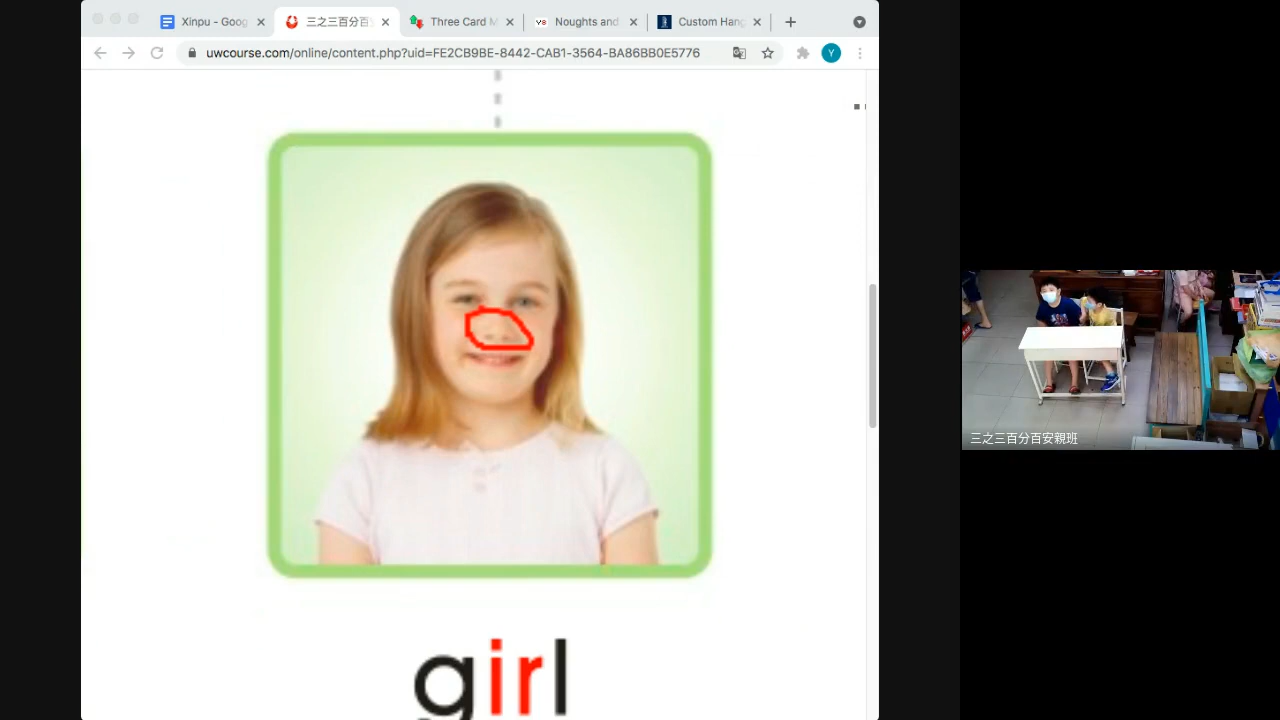 Xinpu - Goog
三之三百分百
Three Card M
Noughts and
Custom Hang
uwcourse.com/online/content.php?uid=FE2CB9BE-8442-CAB1-3564-BA86BB0E5776
Y
girl
三之三百分百安親班